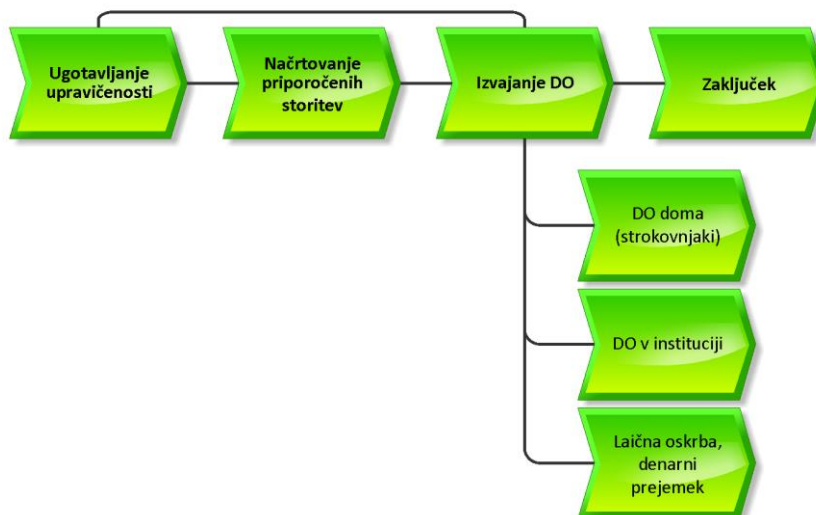 Ugotavljanje
upravičenosti
Načrtovanje
priporočenih
storitev
Izvajanje DO
Zaključek
DO doma
(strokovnjaki)
DO v instituciji
Laična oskrba,
denarni
prejemek